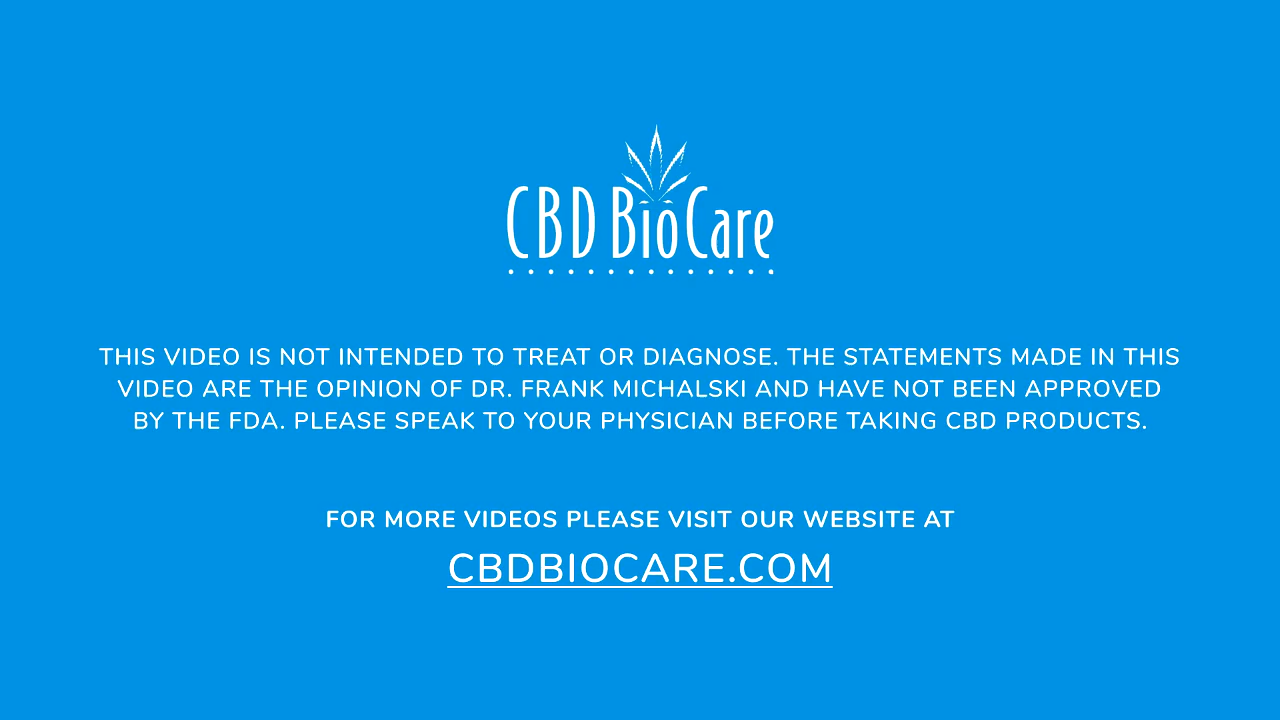 CBD BioCare
THIS VIDEO IS NOT INTENDED TO TREAT OR DIAGNOSE. THE STATEMENTS MADE IN THIS
VIDEO ARE THE OPINION OF DR. FRANK MICHALSKI AND HAVE NOT BEEN APPROVED
BY THE FDA. PLEASE SPEAK TO YOUR PHYSICIAN BEFORE TAKING CBD PRODUCTS.
FOR MORE VIDEOS PLEASE VISIT OUR WEBSITE AT
CBDBIOCARE.COM